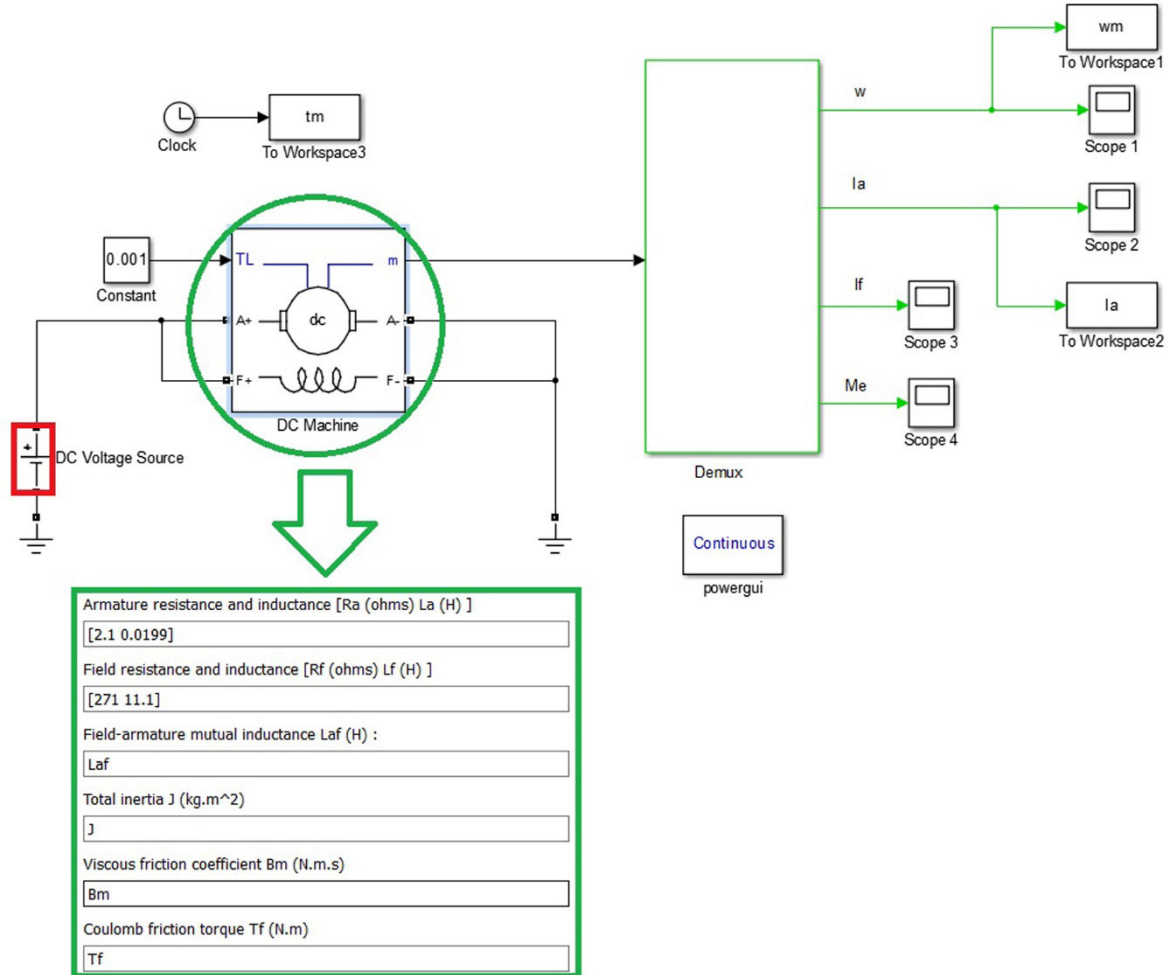 wm
To Workspace1
w
tm
Clock
To Workspace3
Scope 1
Ia
Scope 2
0.001
Constant
TL
m
If
A+
dc
A-
Scope 3
Ia
To Workspace2
F+
F-
Me
DC Machine
Scope 4
+
DC Voltage Source
Demux
Continuous
powergui
Armature resistance and inductance [Ra (ohms) La (H) ]
[2.1 0.0199]
Field resistance and inductance [Rf (ohms) Lf (H) ]
[271 11.1]
Field-armature mutual inductance Laf (H) :
Laf
Total inertia J (kg.m^2)
J
Viscous friction coefficient Bm (N.m.s)
Bm
Coulomb friction torque Tf (N.m)
Tf